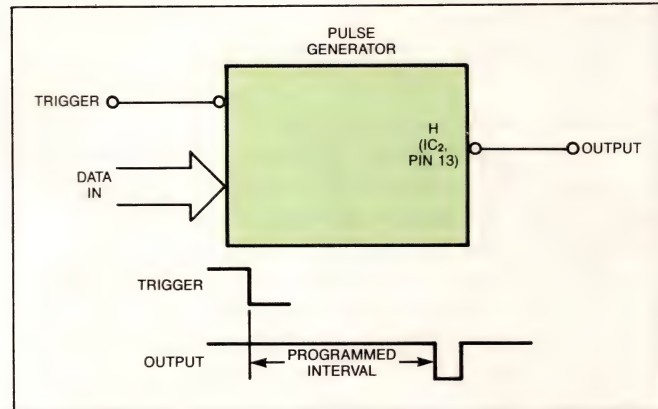 PULSE
GENERATOR
TRIGGER
H
(IC₂,
PIN 13)
OUTPUT
DATA
IN
TRIGGER
OUTPUT
PROGRAMMED
INTERVAL